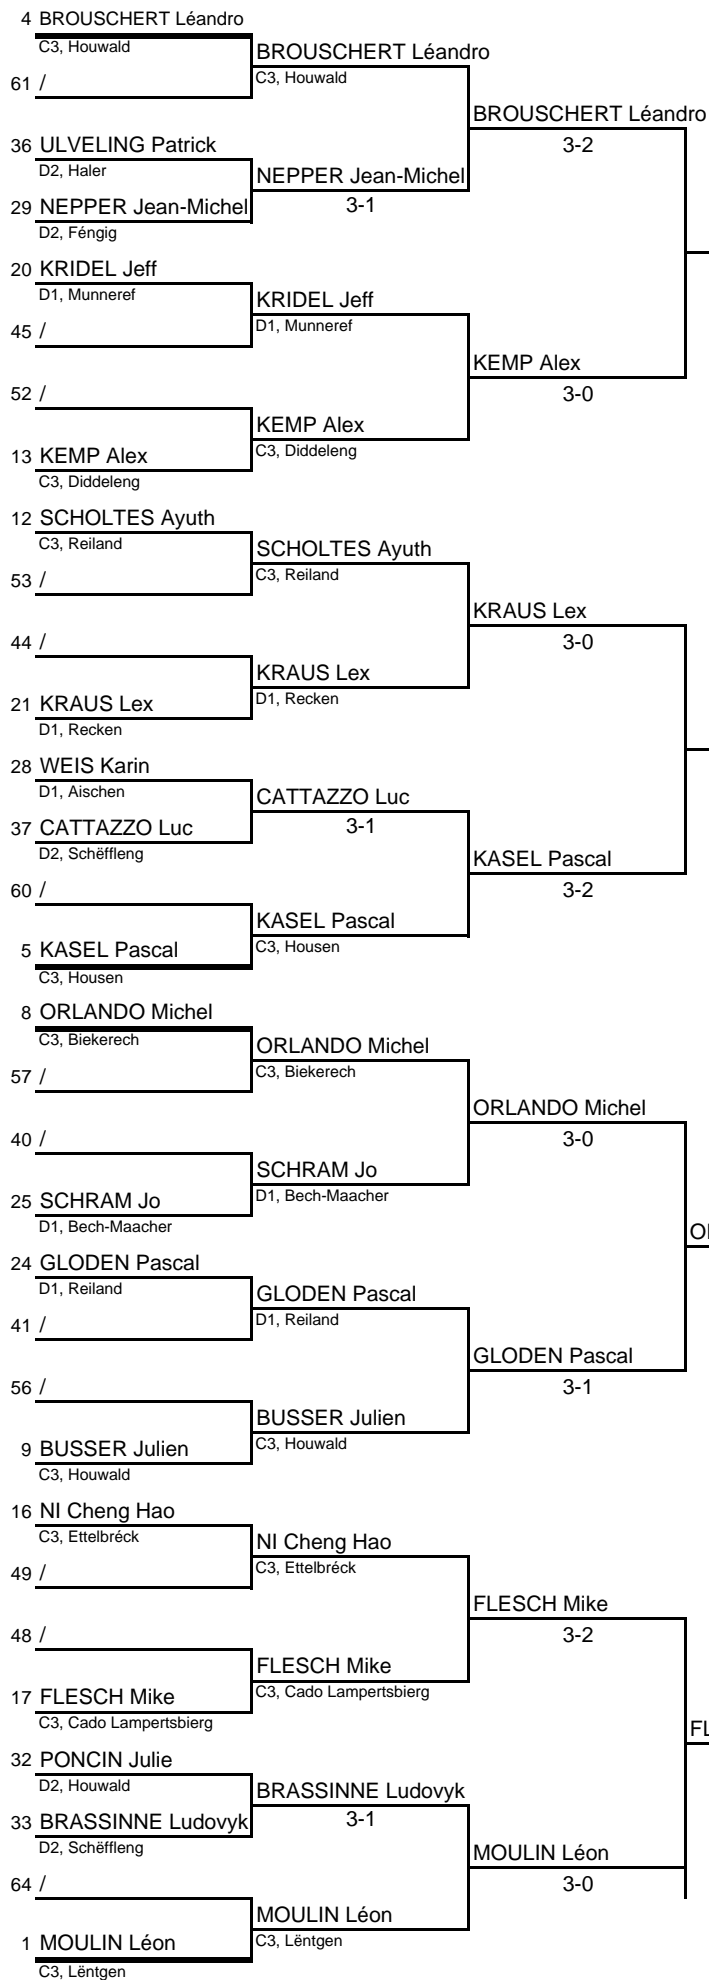 4 BROUSCHERT Léandro
C3, Houwald
BROUSCHERT Léandro
61 /
C3, Houwald
BROUSCHERT Léandro
36 ULVELING Patrick
3-2
D2, Haler
NEPPER Jean-Michel
29 NEPPER Jean-Michel
3-1
D2, Féngig
20 KRIDEL Jeff
D1, Munneref
KRIDEL Jeff
45 /
D1, Munneref
KEMP Alex
52 /
3-0
KEMP Alex
13 KEMP Alex
C3, Diddeleng
C3, Diddeleng
12 SCHOLTES Ayuth
C3, Reiland
SCHOLTES Ayuth
53 /
C3, Reiland
KRAUS Lex
44 /
3-0
KRAUS Lex
21 KRAUS Lex
D1, Recken
D1, Recken
28 WEIS Karin
D1, Aischen
CATTAZZO Luc
37 CATTAZZO Luc
3-1
D2, Schëffleng
KASEL Pascal
60 /
3-2
KASEL Pascal
5 KASEL Pascal
C3, Housen
C3, Housen
8 ORLANDO Michel
C3, Biekerech
ORLANDO Michel
57 /
C3, Biekerech
ORLANDO Michel
40 /
3-0
SCHRAM Jo
25 SCHRAM Jo
D1, Bech-Maacher
D1, Bech-Maacher
24 GLODEN Pascal
D1, Reiland
GLODEN Pascal
41 /
D1, Reiland
GLODEN Pascal
56 /
3-1
BUSSER Julien
9 BUSSER Julien
C3, Houwald
C3, Houwald
16 NI Cheng Hao
C3, Ettelbréck
NI Cheng Hao
49 /
C3, Ettelbréck
FLESCH Mike
48 /
3-2
FLESCH Mike
17 FLESCH Mike
C3, Cado Lampertsbierg
C3, Cado Lampertsbierg
FL
32 PONCIN Julie
D2, Houwald
BRASSINNE Ludovyk
33 BRASSINNE Ludovyk
3-1
D2, Schëffleng
MOULIN Léon
64 /
3-0
MOULIN Léon
1 MOULIN Léon
C3, Lëntgen
C3, Lëntgen